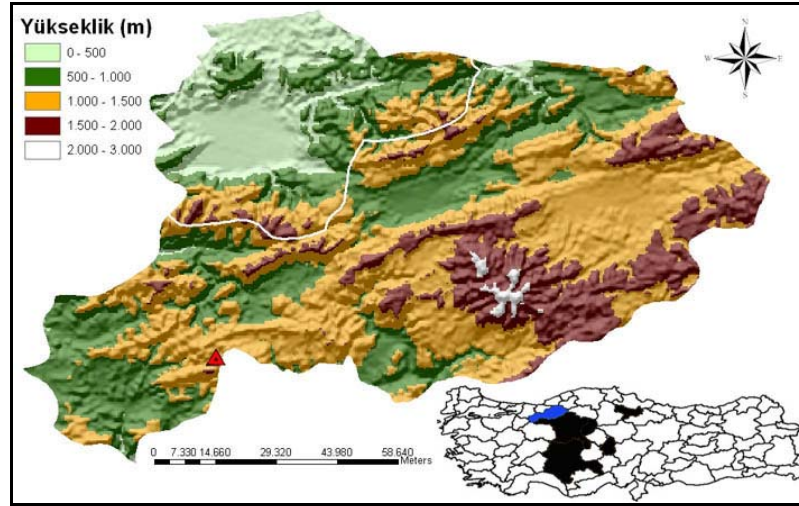 Yükseklik (m)
0 - 500
500 - 1.000
1.000 - 1.500
1.500 - 2.000
2.000 - 3.000
N
W E
S
0 7.330 14.660 29.320 43.980 58.640
Meters